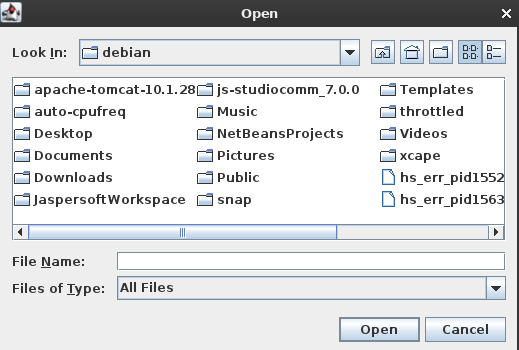 Open
Look In: debian
apache-tomcat-10.1.28 js-studiocomm_7.0.0 Templates
auto-cpufreq Music throttled
Desktop NetBeansProjects Videos
Documents Pictures xcape
Downloads Public hs_err_pid1552
JaspersoftWorkspace snap hs_err_pid1563
File Name:
Files of Type: All Files
Open Cancel